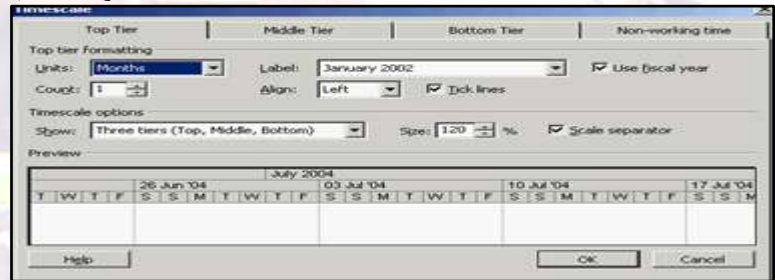 Timescale
Top Tier Middle Tier Bottom Tier Non-working time
Top tier formatting
Units: Months Label: January 2002 Use fiscal year
Count: 1 Align: Left Tick lines
Timescale options
Show: Three tiers (Top, Middle, Bottom) Size: 120 % Scale separator
Preview
July 2004
26 Jun '04 03 Jul '04 10 Jul '04 17 Jul '04
T W T F S S M T W T F S S M T W T F S S M T W T F S S M
Help OK Cancel